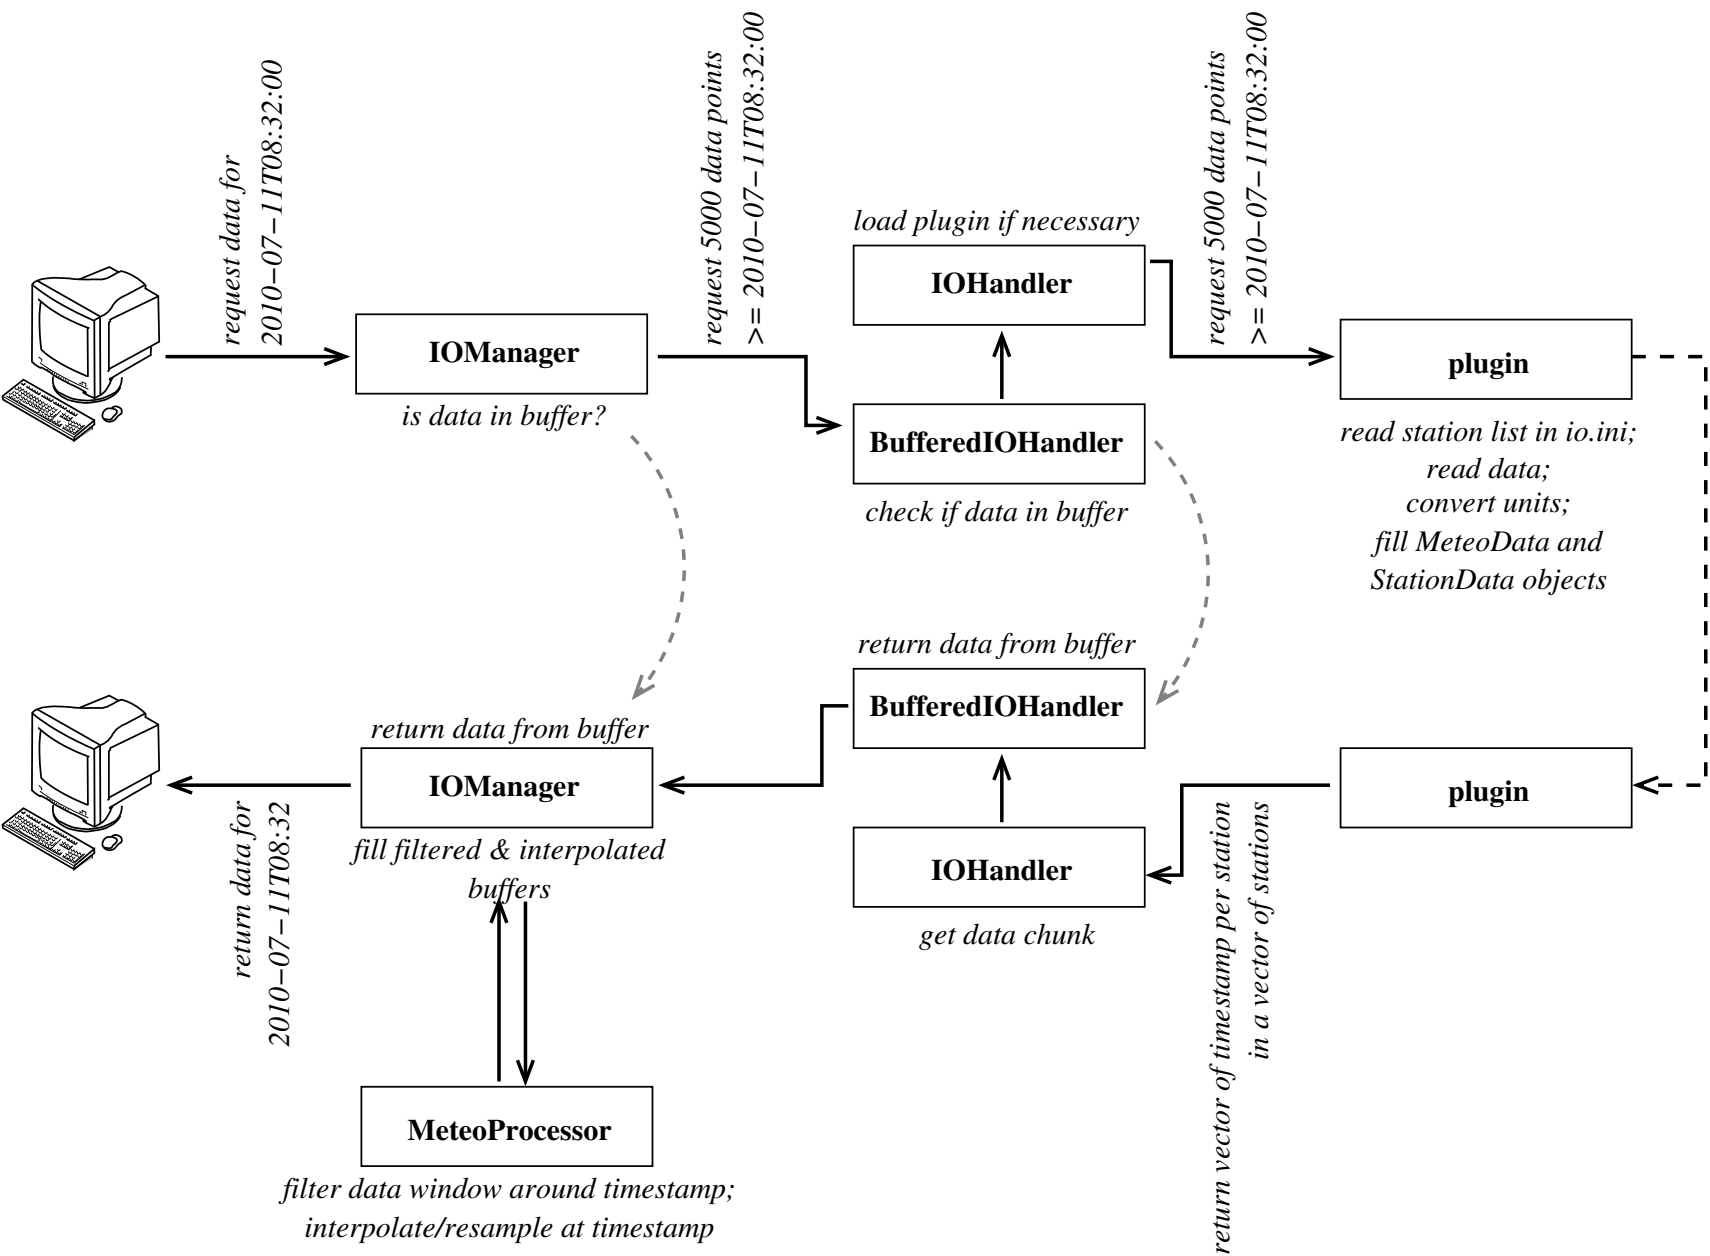 request data for
2010–07–11T08:32:00
request 5000 data points
>= 2010–07–11T08:32:00
request 5000 data points
>= 2010–07–11T08:32:00
load plugin if necessary
IOHandler
IOManager
is data in buffer?
BufferedIOHandler
check if data in buffer
plugin
read station list in io.ini;
read data;
convert units;
fill MeteoData and
StationData objects
return data from buffer
BufferedIOHandler
return data from buffer
IOManager
fill filtered & interpolated
buffers
plugin
IOHandler
get data chunk
return data for
2010–07–11T08:32
return vector of timestamp per station
in a vector of stations
MeteoProcessor
filter data window around timestamp;
interpolate/resample at timestamp